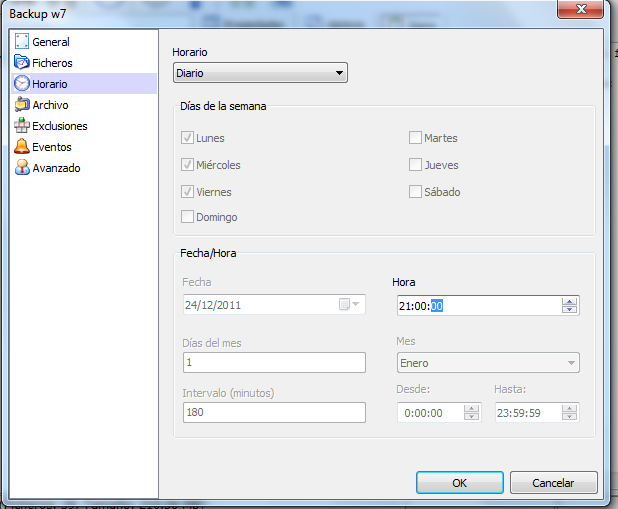 Backup w7
General
Ficheros
Horario
Archivo
Exclusiones
Eventos
Avanzado
Horario
Diario
Días de la semana
Lunes
Martes
Miércoles
Jueves
Viernes
Sábado
Domingo
Fecha/Hora
Fecha
Hora
24/12/2011
21:00:00
Días del mes
Mes
1
Enero
Intervalo (minutos)
Desde:
Hasta:
180
0:00:00
23:59:59
OK
Cancelar